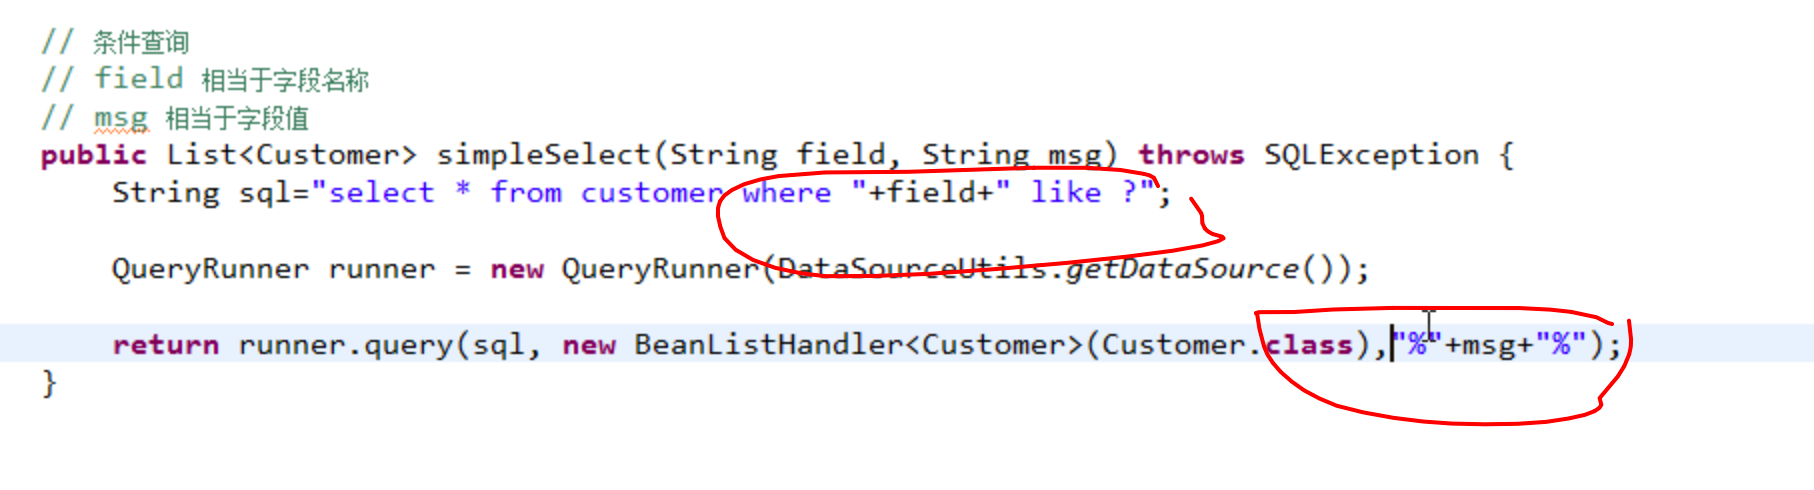 // 条件查询
// field 相当于字段名称
// msg 相当于字段值
public List<Customer> simpleSelect(String field, String msg) throws SQLException {
String sql="select * from customer where "+field+" like ?";
QueryRunner runner = new QueryRunner(DataSourceUtils.getDataSource());
return runner.query(sql, new BeanListHandler<Customer>(Customer.class),"%"+msg+"%");
}